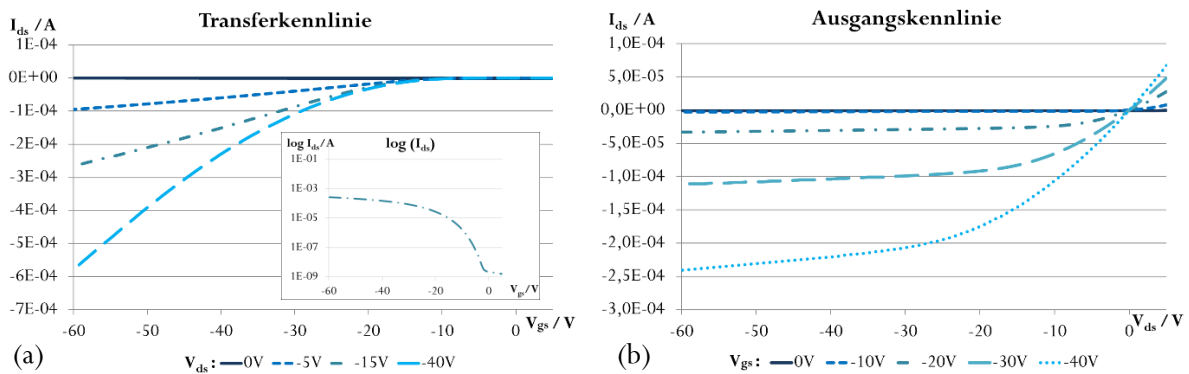 Transferkennlinie
I_ds /A
1E-04
0E+00
-1E-04
-2E-04
-3E-04
-4E-04
-5E-04
-6E-04
-7E-04
-60 -50 -40 -30 -20 -10 0
V_gs / V
log I_ds/A
log (I_ds)
1E-01
1E-03
1E-05
1E-07
1E-09
-60 -40 -20 0
V_gs/V
(a)
V_ds : 0V -5V -15V -40V
Ausgangskennlinie
I_ds /A
1,0E-04
5,0E-05
0,0E+00
-5,0E-05
-1,0E-04
-1,5E-04
-2,0E-04
-2,5E-04
-3,0E-04
-60 -50 -40 -30 -20 -10 0
V_ds / V
(b)
V_gs : 0V -10V -20V -30V -40V